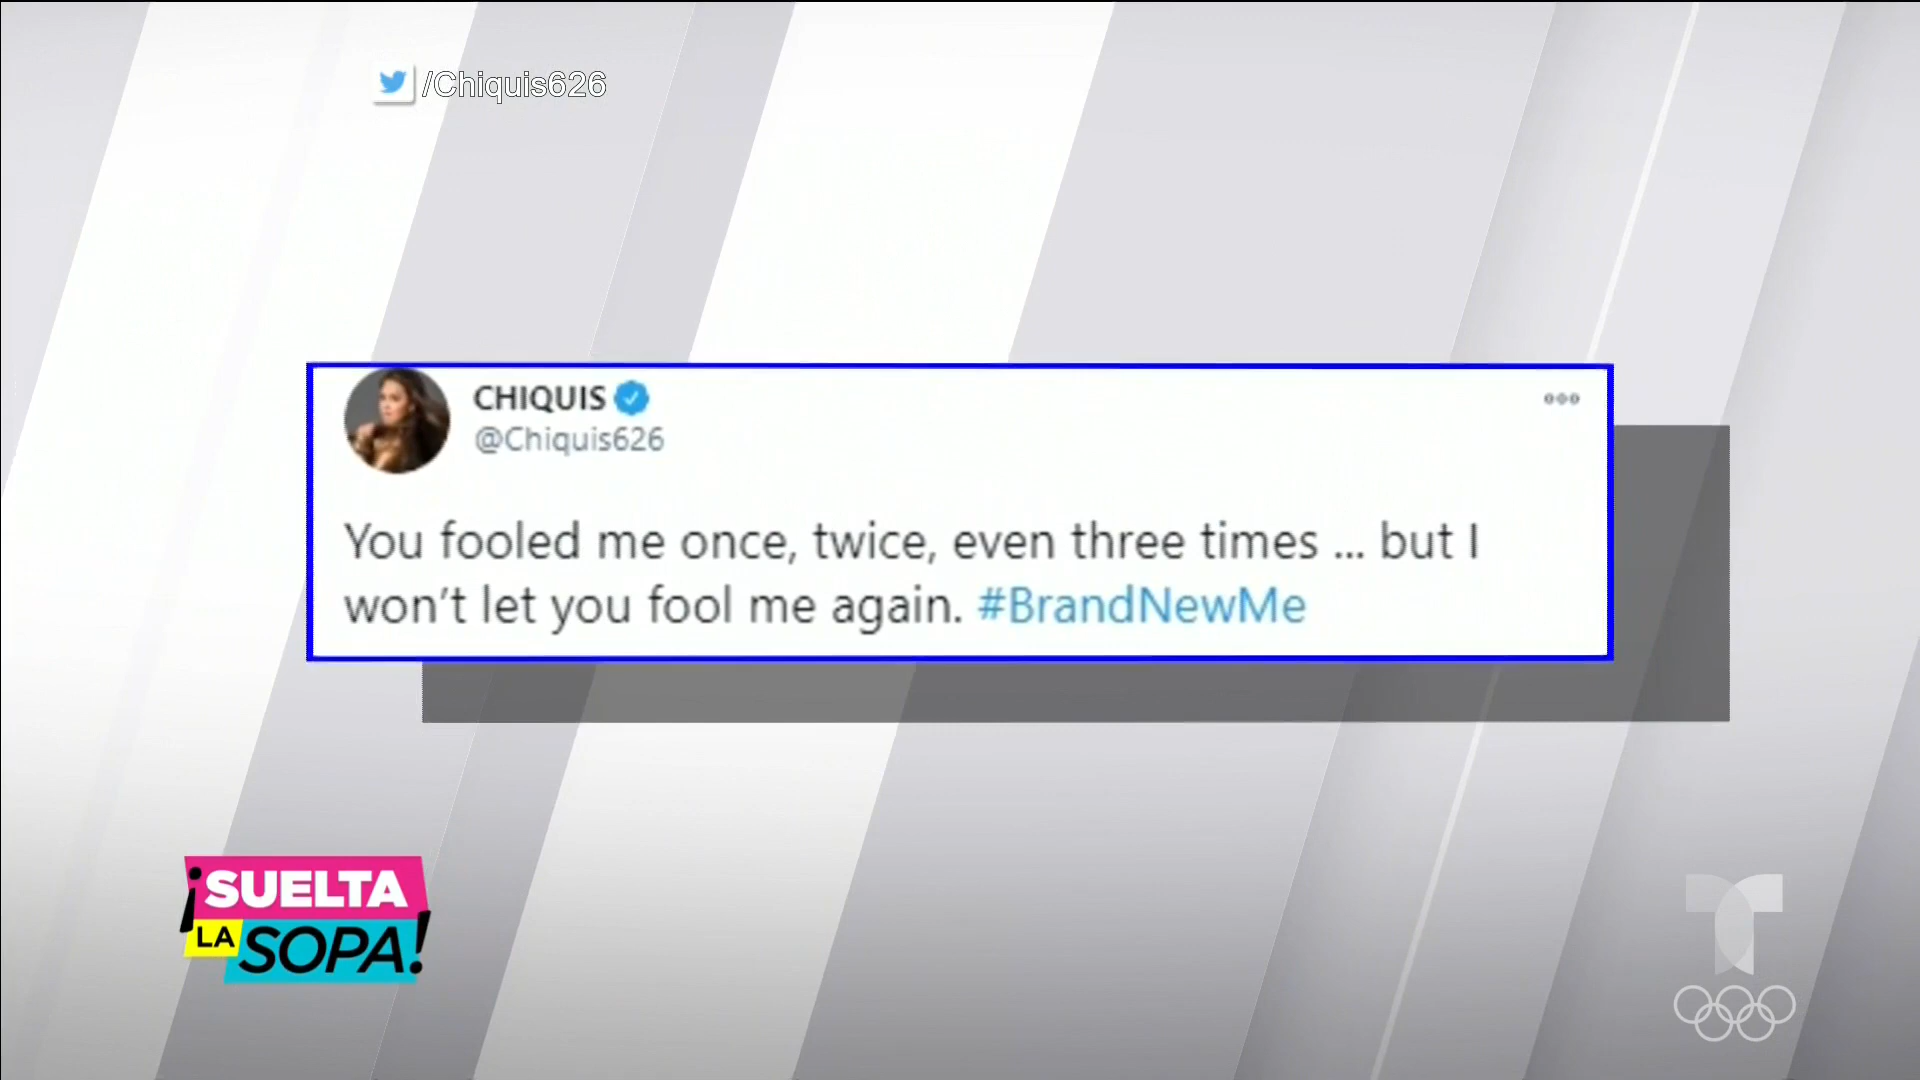 /Chiquis626
CHIQUIS
@Chiquis626
You fooled me once, twice, even three times ... but I
won't let you fool me again. #BrandNewMe
¡SUELTA
LA SOPA!